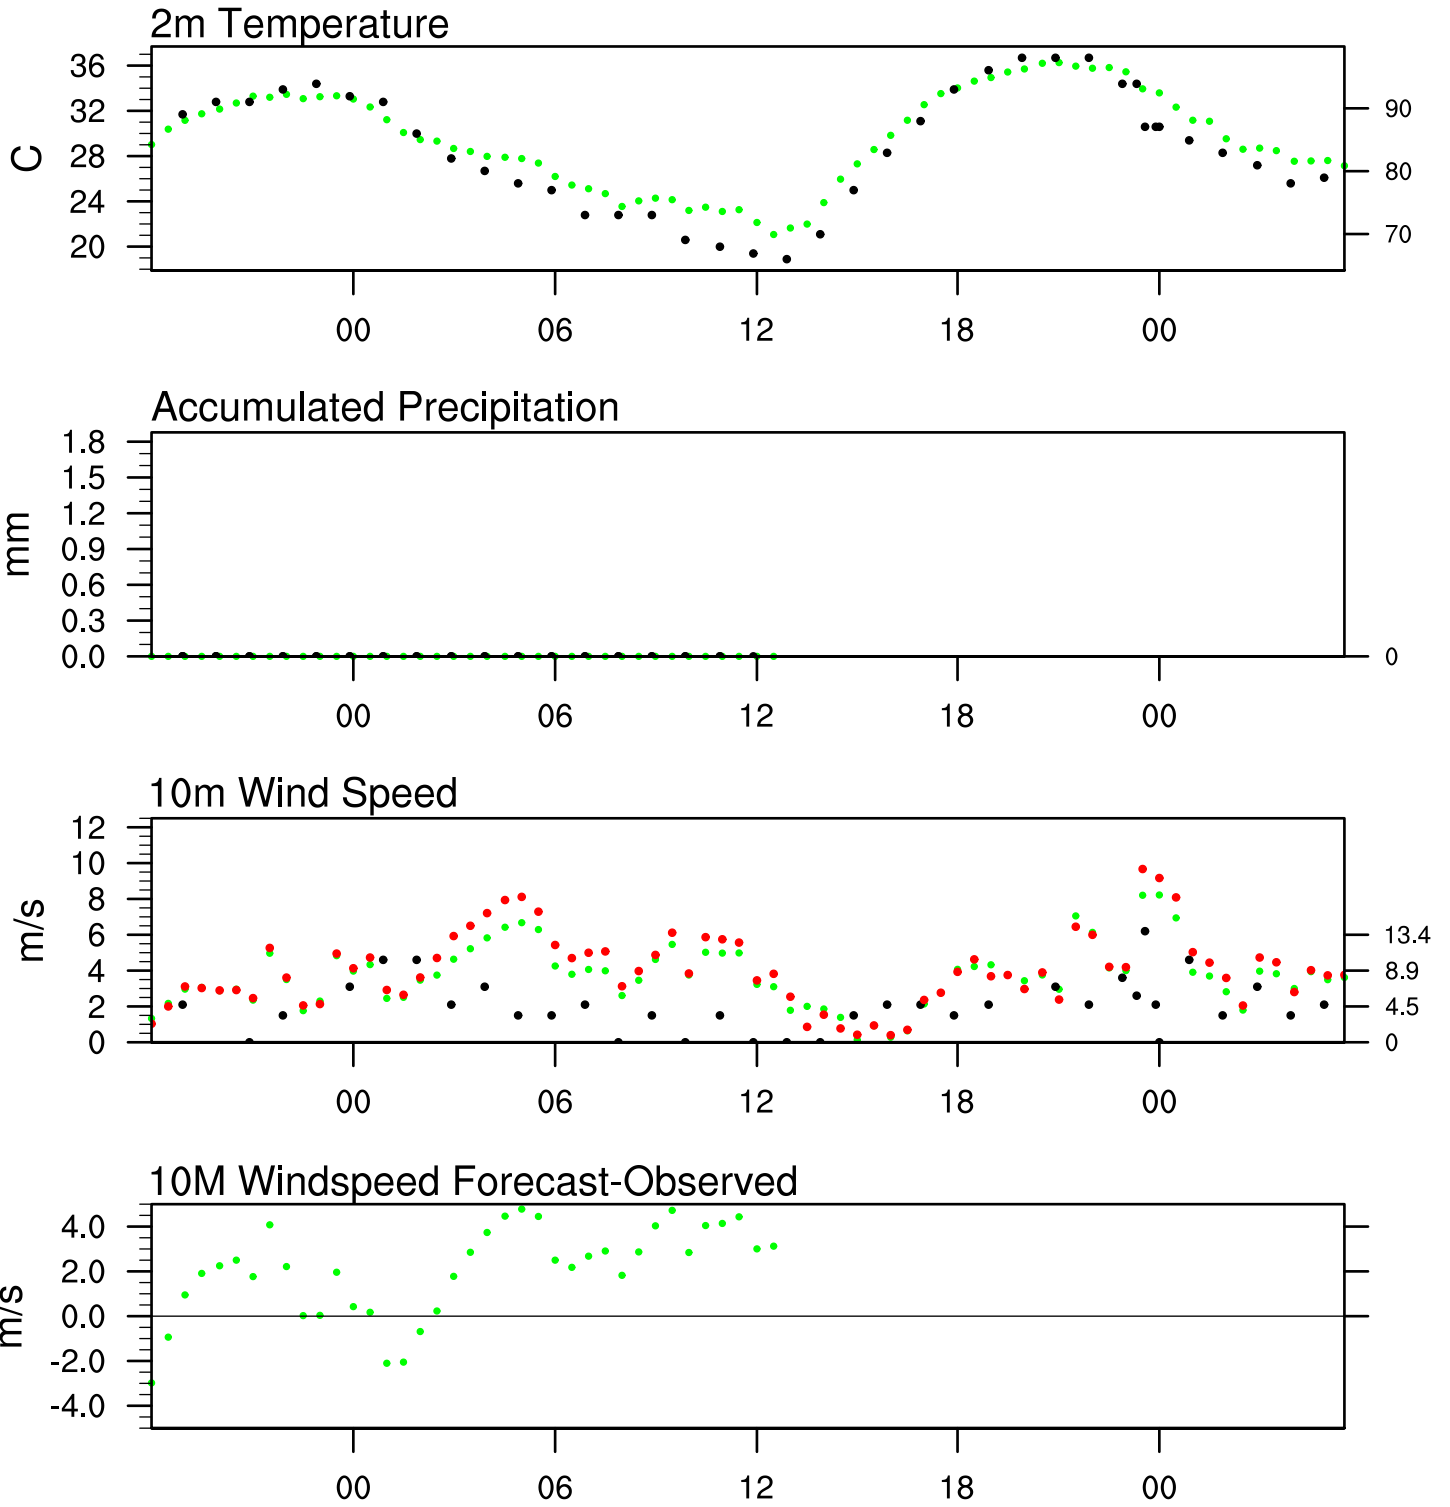 2m Temperature
36
32
28
24
20
C
90
80
70
00 06 12 18 00
Accumulated Precipitation
1.8
1.5
1.2
0.9
0.6
0.3
0.0
mm
0
00 06 12 18 00
10m Wind Speed
12
10
8
6
4
2
0
m/s
13.4
8.9
4.5
0
00 06 12 18 00
10M Windspeed Forecast-Observed
4.0
2.0
0.0
-2.0
-4.0
m/s
00 06 12 18 00